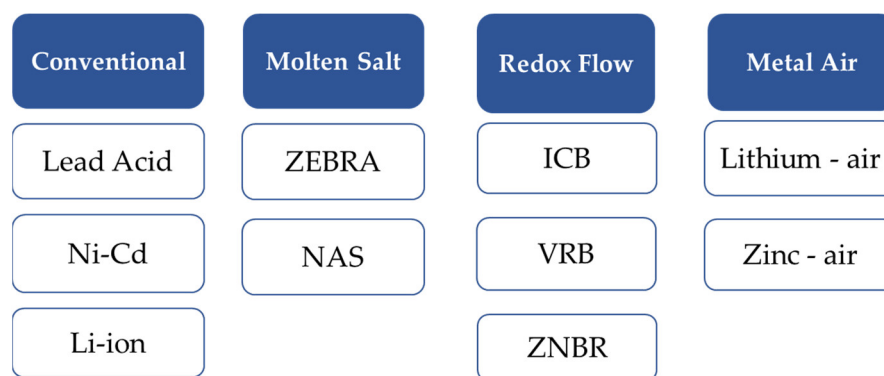 Conventional
Lead Acid
Ni-Cd
Li-ion
Molten Salt
ZEBRA
NAS
Redox Flow
ICB
VRB
ZNBR
Metal Air
Lithium - air
Zinc - air